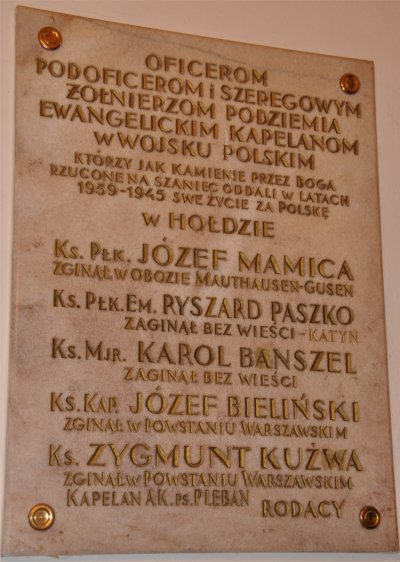 OFICEROM
PODOFICEROM i SZEREGOWYM
ŻOŁNIERZOM PODZIEMIA
EWANGELICKIM KAPELANOM
W WOJSKU POLSKIM
KTÓRZY JAK KAMIENIE PRZEZ BOGA
RZUCONE NA SZANIEC ODDALI W LATACH
1939-1945 SWE ŻYCIE ZA POLSKĘ
W HOŁDZIE
KS. PŁK. JÓZEF MAMICA
ZGINĄŁ W OBOZIE MAUTHAUSEN-GUSEN
KS. PŁK. EM. RYSZARD PASZKO
ZAGINĄŁ BEZ WIEŚCI - KATYŃ
KS. MJR. KAROL BANSZEL
ZAGINĄŁ BEZ WIEŚCI
KS. KAP. JÓZEF BIELIŃSKI
ZGINĄŁ W POWSTANIU WARSZAWSKIM
KS. ZYGMUNT KUŹWA
ZGINĄŁ W POWSTANIU WARSZAWSKIM
KAPELAN AK. PS. PLEBAN
RODACY